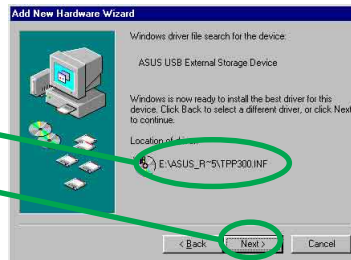 Add New Hardware Wizard
Windows driver file search for the device:
ASUS USB External Storage Device
Windows is now ready to install the best driver for this
device. Click Back to select a different driver, or click Next
to continue.
Location of driver:
E:\ASUS_R~5\TPP300.INF
< Back
Next >
Cancel